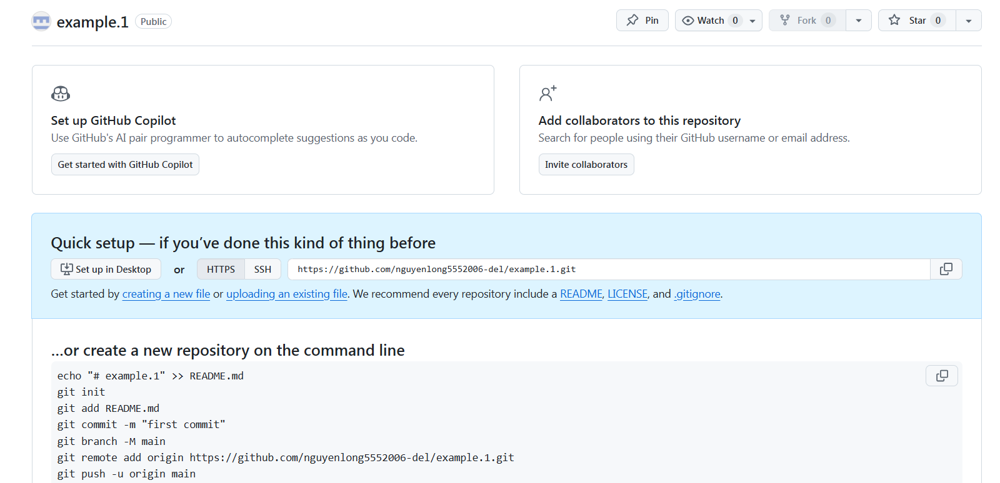 example.1 Public
Pin Watch 0 Fork 0 Star 0
Set up GitHub Copilot
Use GitHub's AI pair programmer to autocomplete suggestions as you code.
Get started with GitHub Copilot
Add collaborators to this repository
Search for people using their GitHub username or email address.
Invite collaborators
Quick setup — if you’ve done this kind of thing before
Set up in Desktop or HTTPS SSH https://github.com/nguyenlong5552006-del/example.1.git
Get started by creating a new file or uploading an existing file. We recommend every repository include a README, LICENSE, and .gitignore.
…or create a new repository on the command line
echo "# example.1" >> README.md
git init
git add README.md
git commit -m "first commit"
git branch -M main
git remote add origin https://github.com/nguyenlong5552006-del/example.1.git
git push -u origin main